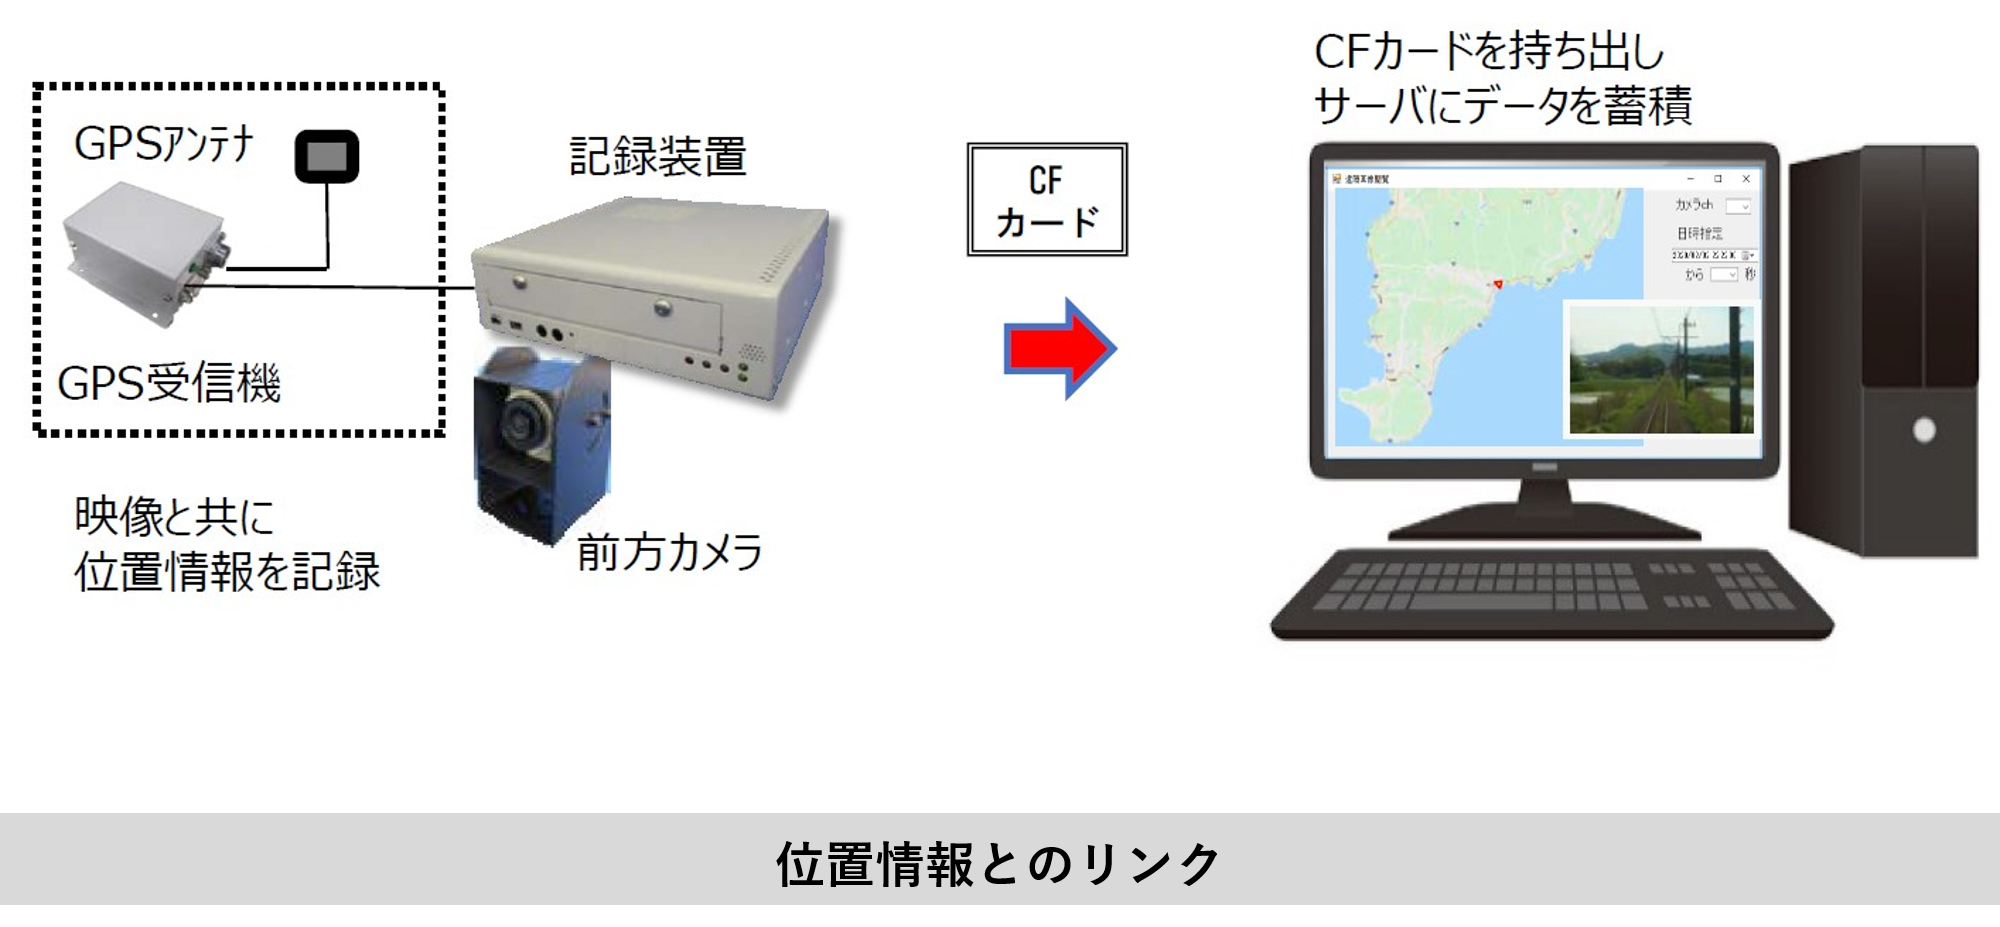 GPSアンテナ
GPS受信機
映像と共に
位置情報を記録
記録装置
前方カメラ
CF
カード
CFカードを持ち出し
サーバにデータを蓄積
カメラch
日時指定
から 秒
位置情報とのリンク